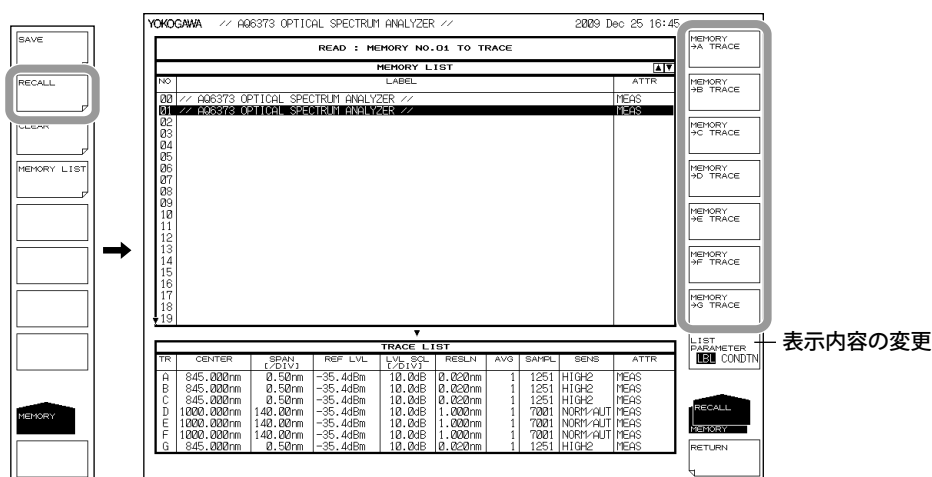 SAVE
RECALL
CLEAR
MEMORY LIST
MEMORY
YOKOGAWA // AQ6373 OPTICAL SPECTRUM ANALYZER // 2009 Dec 25 16:45
READ : MEMORY NO.01 TO TRACE
MEMORY LIST
NO LABEL ATTR
00 // AQ6373 OPTICAL SPECTRUM ANALYZER // MEAS
01 // AQ6373 OPTICAL SPECTRUM ANALYZER // MEAS
02
03
04
05
06
07
08
09
10
11
12
13
14
15
16
17
18
19
TRACE LIST
TR CENTER SPAN [/DIV] REF LVL LVL SCL [/DIV] RESLN AVG SAMPL SENS ATTR
A 845.000nm 0.50nm -35.4dBm 10.0dB 0.020nm 1 1251 HIGH2 MEAS
B 845.000nm 0.50nm -35.4dBm 10.0dB 0.020nm 1 1251 HIGH2 MEAS
C 845.000nm 0.50nm -35.4dBm 10.0dB 0.020nm 1 1251 HIGH2 MEAS
D 1000.000nm 140.00nm -35.4dBm 10.0dB 1.000nm 1 7001 NORM/AUT MEAS
E 1000.000nm 140.00nm -35.4dBm 10.0dB 1.000nm 1 7001 NORM/AUT MEAS
F 1000.000nm 140.00nm -35.4dBm 10.0dB 1.000nm 1 7001 NORM/AUT MEAS
G 845.000nm 0.50nm -35.4dBm 10.0dB 0.020nm 1 1251 HIGH2 MEAS
MEMORY
→A TRACE
MEMORY
→B TRACE
MEMORY
→C TRACE
MEMORY
→D TRACE
MEMORY
→E TRACE
MEMORY
→F TRACE
MEMORY
→G TRACE
LIST
PARAMETER
LBL CONDTN
表示内容の変更
RECALL
MEMORY
RETURN